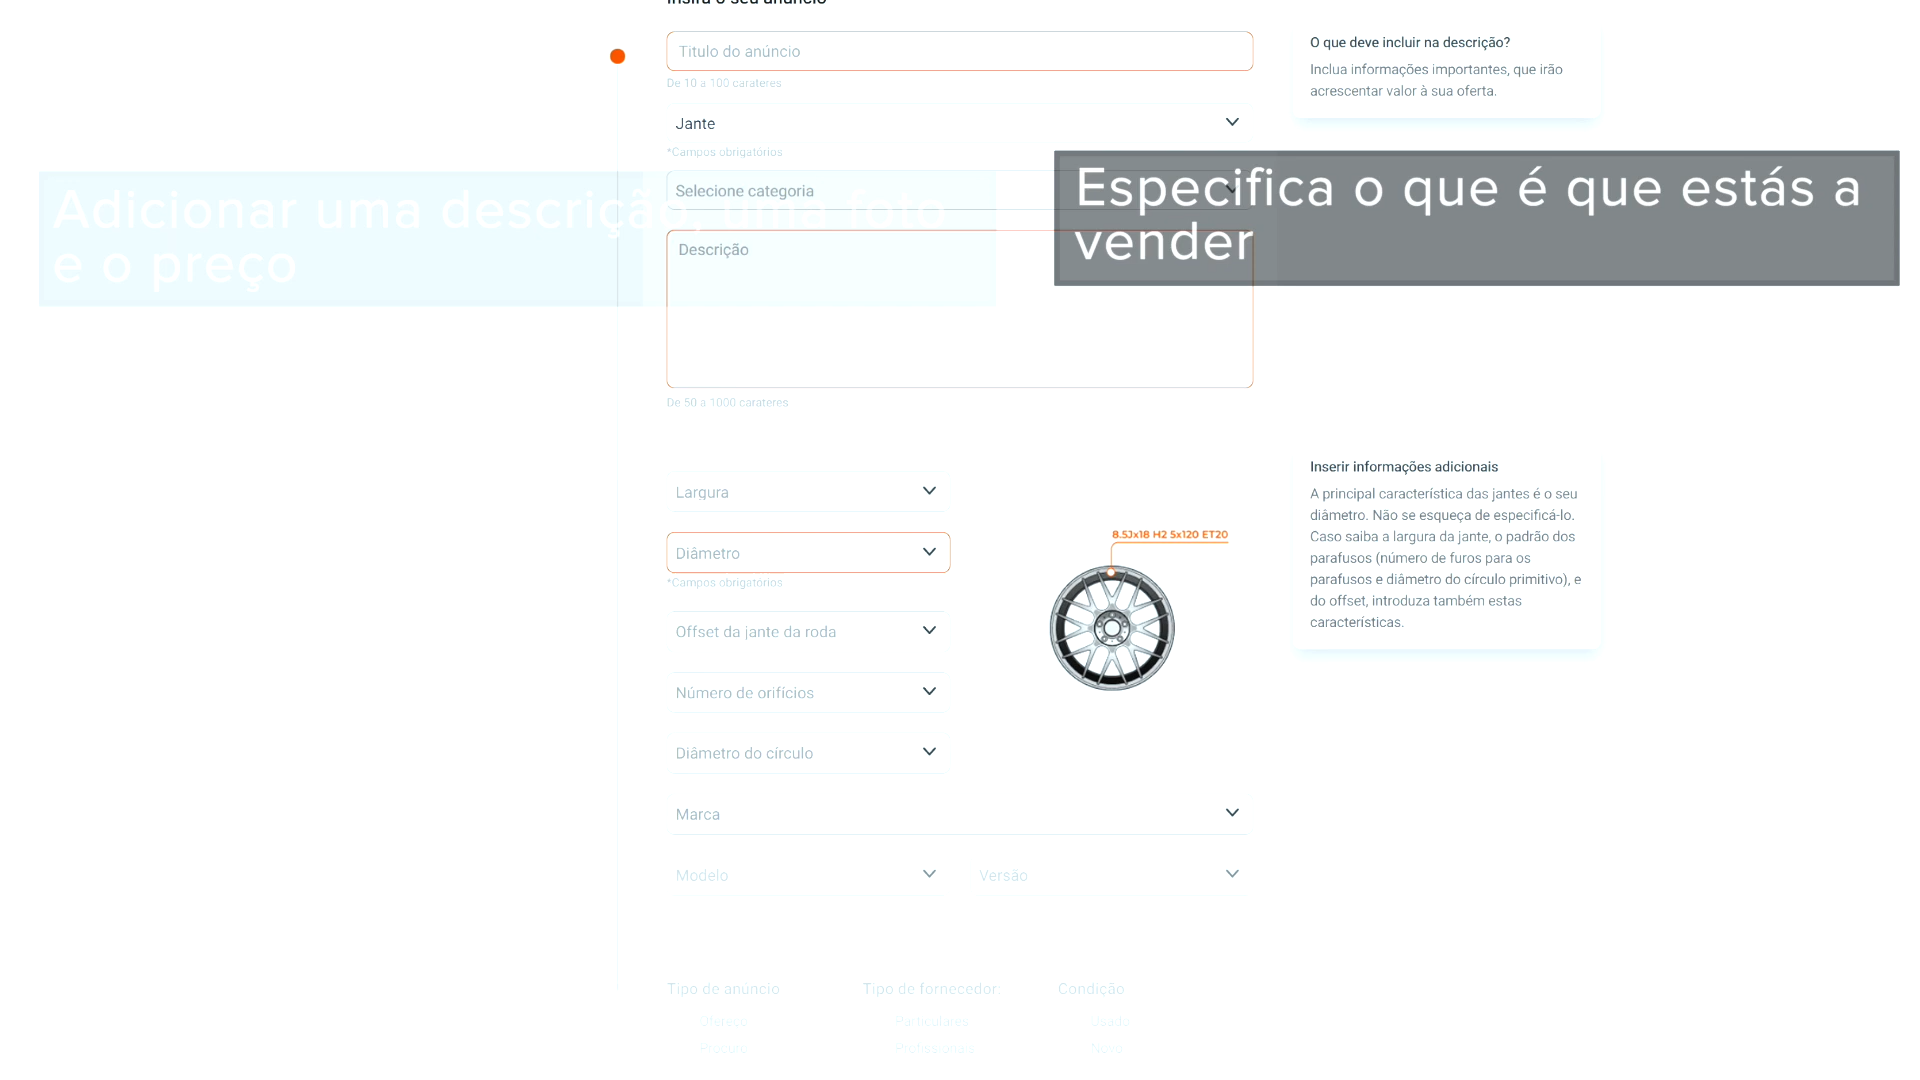 Insira o seu anúncio
Titulo do anúncio
De 10 a 100 carateres
Jante
*Campos obrigatórios
Selecione categoria
Adicionar uma descrição, uma foto
e o preço
Descrição
De 50 a 1000 carateres
O que deve incluir na descrição?
Inclua informações importantes, que irão
acrescentar valor à sua oferta.
Especifica o que é que estás a
vender
Largura
Diâmetro
*Campos obrigatórios
Offset da jante da roda
Número de orifícios
Diâmetro do círculo
8.5Jx18 H2 5x120 ET20
Inserir informações adicionais
A principal característica das jantes é o seu
diâmetro. Não se esqueça de especificá-lo.
Caso saiba a largura da jante, o padrão dos
parafusos (número de furos para os
parafusos e diâmetro do círculo primitivo), e
do offset, introduza também estas
características.
Marca
Modelo
Versão
Tipo de anúncio
Tipo de fornecedor:
Condição
Ofereço
Particulares
Usado
Procuro
Profissionais
Novo